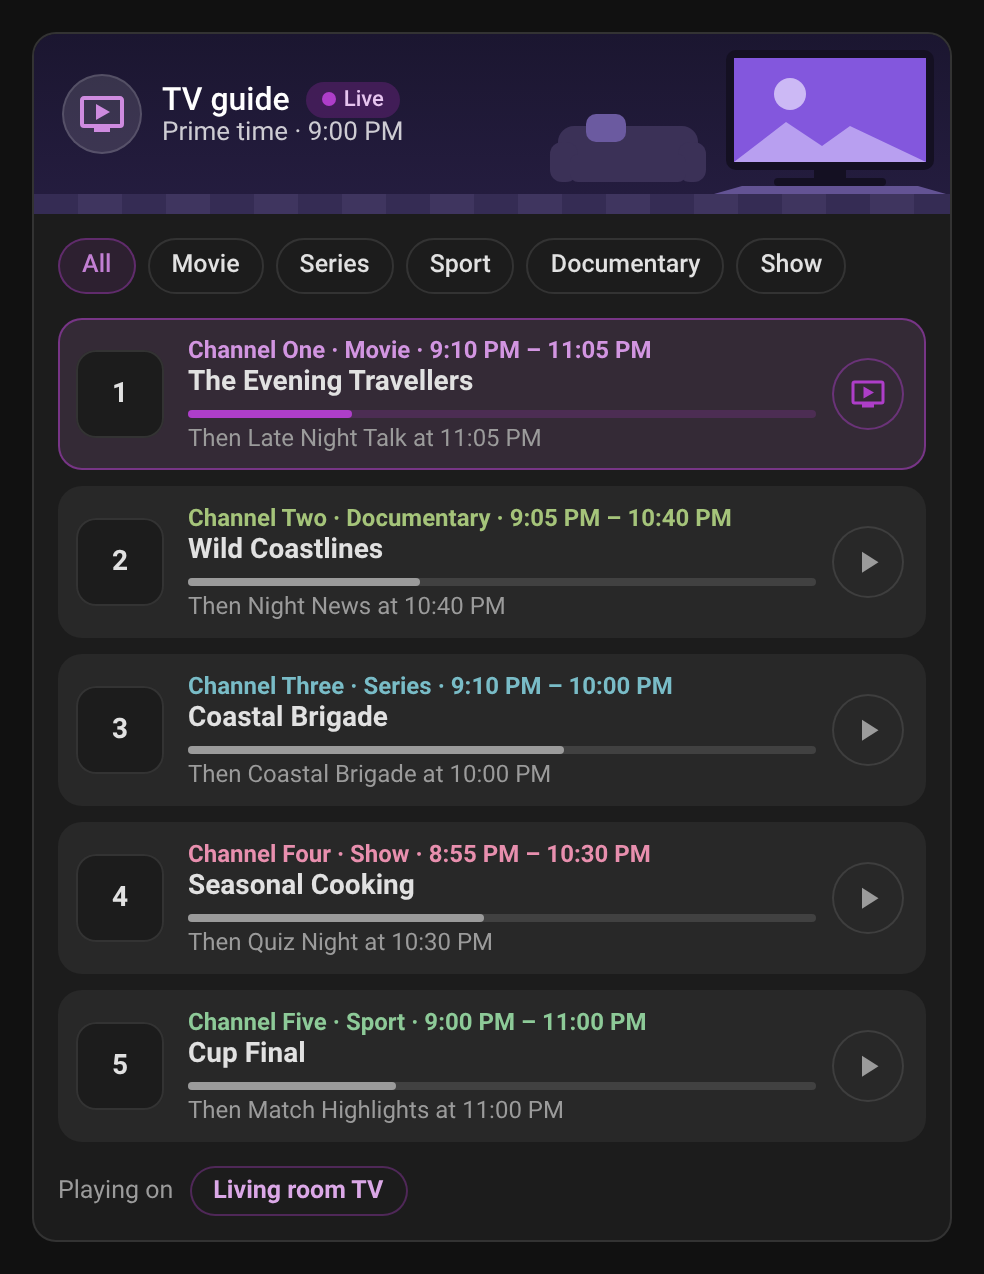 TV guide
Live
Prime time · 9:00 PM
All
Movie
Series
Sport
Documentary
Show
1
Channel One · Movie · 9:10 PM – 11:05 PM
The Evening Travellers
Then Late Night Talk at 11:05 PM
2
Channel Two · Documentary · 9:05 PM – 10:40 PM
Wild Coastlines
Then Night News at 10:40 PM
3
Channel Three · Series · 9:10 PM – 10:00 PM
Coastal Brigade
Then Coastal Brigade at 10:00 PM
4
Channel Four · Show · 8:55 PM – 10:30 PM
Seasonal Cooking
Then Quiz Night at 10:30 PM
5
Channel Five · Sport · 9:00 PM – 11:00 PM
Cup Final
Then Match Highlights at 11:00 PM
Playing on
Living room TV